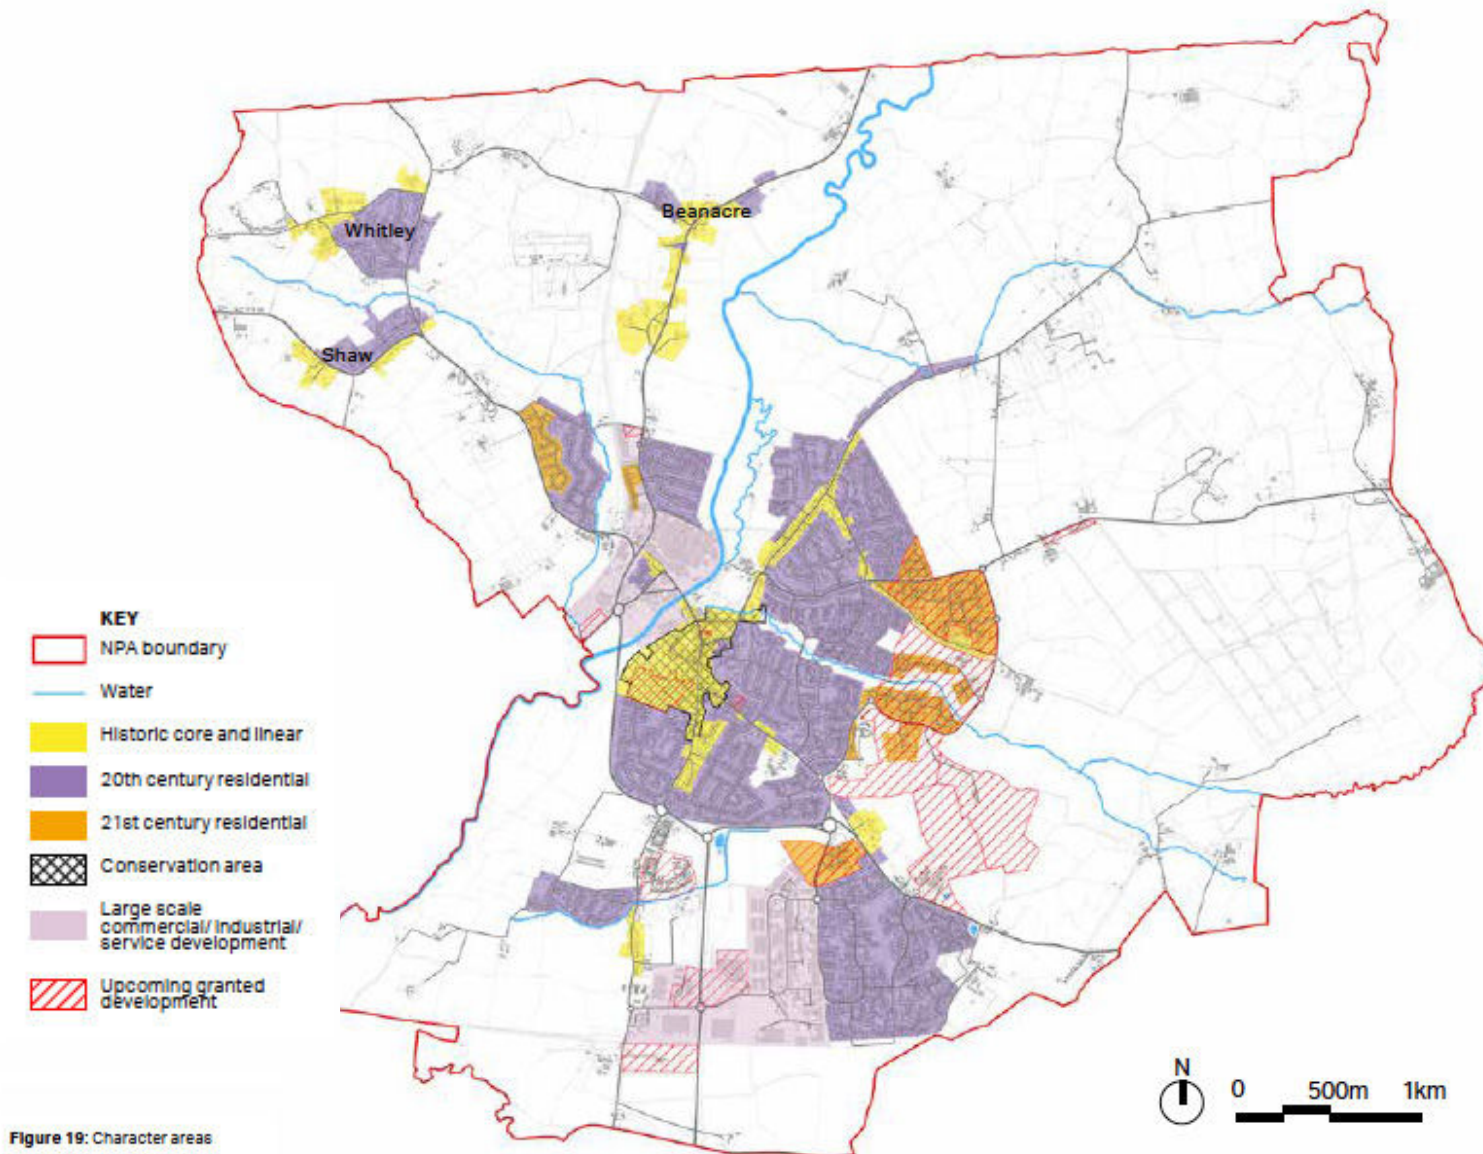 Beanacre
Whitley
Shaw
KEY
NPA boundary
Water
Historic core and linear
20th century residential
21st century residential
Conservation area
Large scale
commercial/ industrial/
service development
Upcoming granted
development
N
0 500m 1km
Figure 19: Character areas